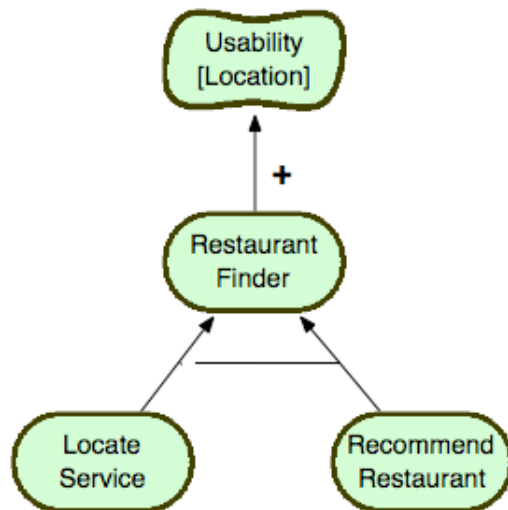 Usability
[Location]
+
Restaurant
Finder
Locate
Service
Recommend
Restaurant